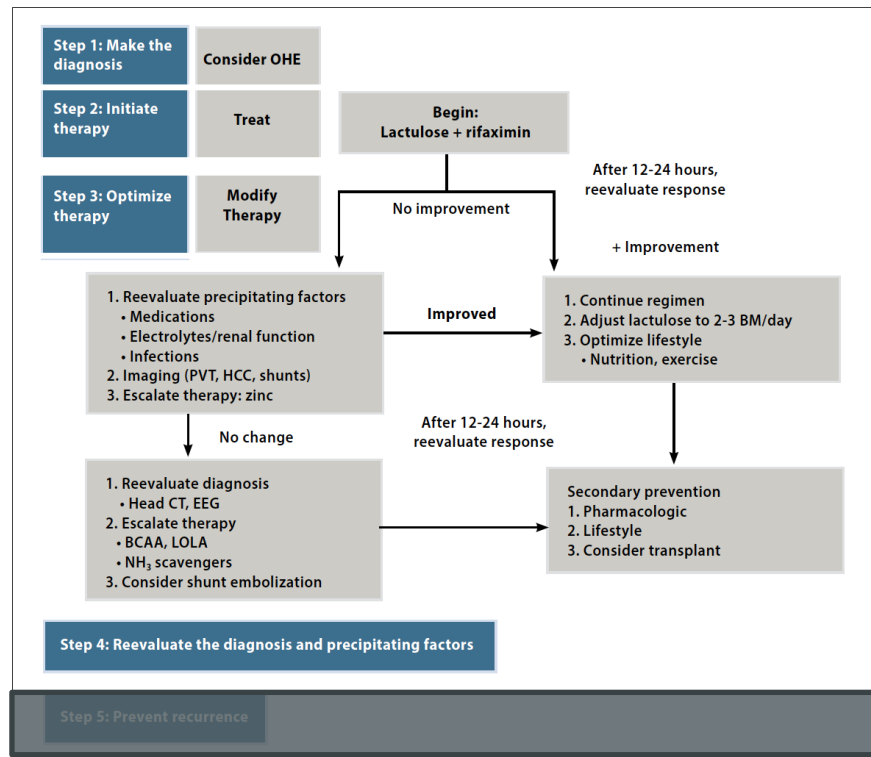 Step 1: Make the
diagnosis
Consider OHE
Step 2: Initiate
therapy
Treat
Begin:
Lactulose + rifaximin
Step 3: Optimize
therapy
Modify
Therapy
After 12-24 hours,
reevaluate response
No improvement
+ Improvement
1. Reevaluate precipitating factors
• Medications
• Electrolytes/renal function
• Infections
2. Imaging (PVT, HCC, shunts)
3. Escalate therapy: zinc
Improved
1. Continue regimen
2. Adjust lactulose to 2-3 BM/day
3. Optimize lifestyle
• Nutrition, exercise
No change
After 12-24 hours,
reevaluate response
1. Reevaluate diagnosis
• Head CT, EEG
2. Escalate therapy
• BCAA, LOLA
• NH₃ scavengers
3. Consider shunt embolization
Secondary prevention
1. Pharmacologic
2. Lifestyle
3. Consider transplant
Step 4: Reevaluate the diagnosis and precipitating factors
Step 5: Prevent recurrence